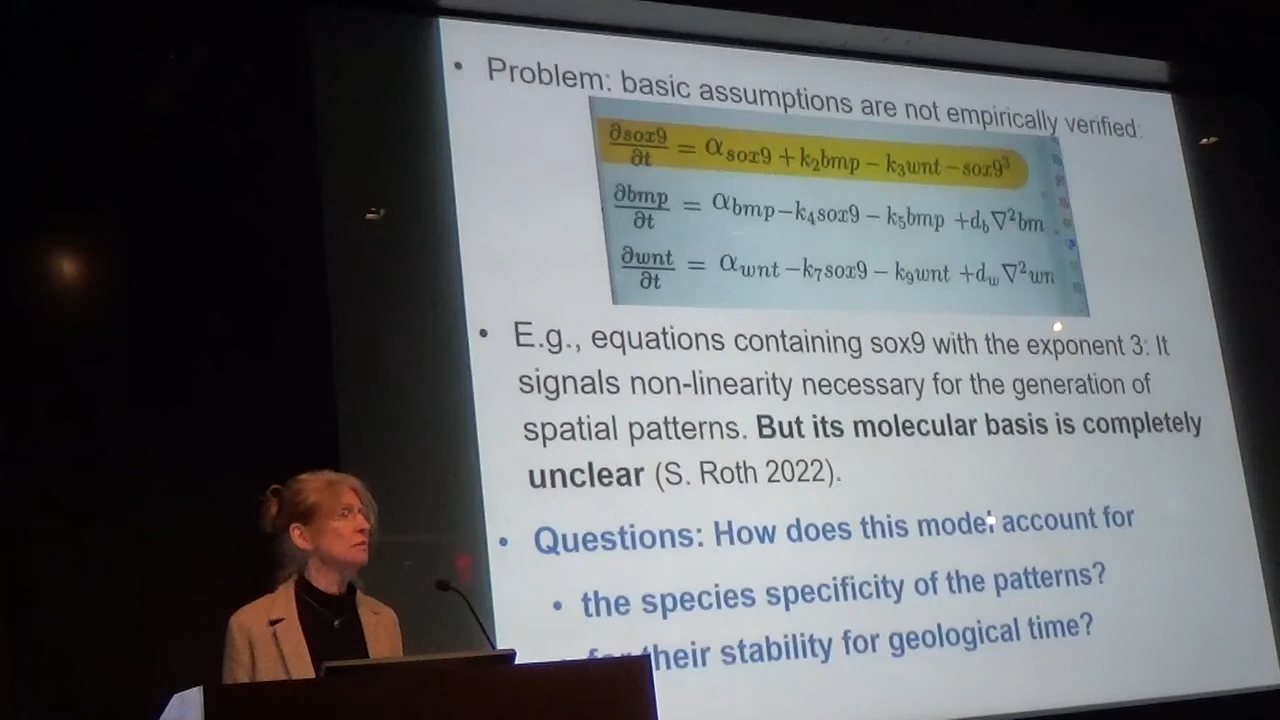 • Problem: basic assumptions are not empirically verified:
∂sox9/∂t = αsox9 + k₂bmp − k₃wnt − sox9³
∂bmp/∂t = αbmp − k₄sox9 − k₅bmp + d_b∇²bm
∂wnt/∂t = αwnt − k₇sox9 − k₉wnt + d_w∇²wn
• E.g., equations containing sox9 with the exponent 3: It
signals non-linearity necessary for the generation of
spatial patterns. But its molecular basis is completely
unclear (S. Roth 2022).
• Questions: How does this model account for
• the species specificity of the patterns?
their stability for geological time?